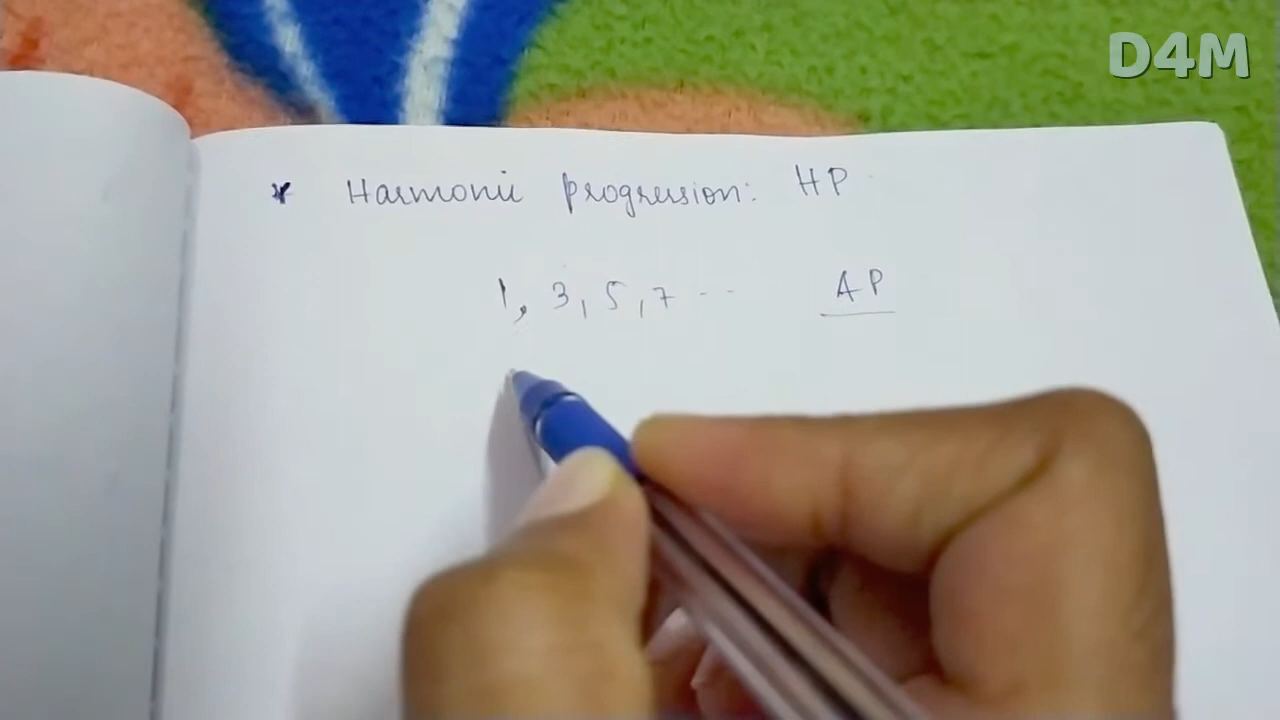 D4M
* Harmonic progression: HP
1, 3, 5, 7 -- AP